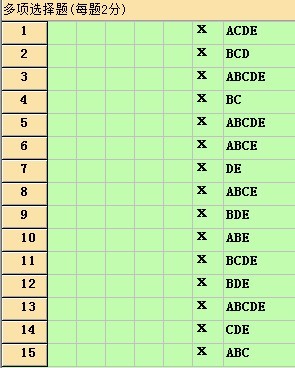 多项选择题(每题2分)
1 X ACDE
2 X BCD
3 X ABCDE
4 X BC
5 X ABCDE
6 X ABCE
7 X DE
8 X ABCE
9 X BDE
10 X ABE
11 X BCDE
12 X BDE
13 X ABCDE
14 X CDE
15 X ABC